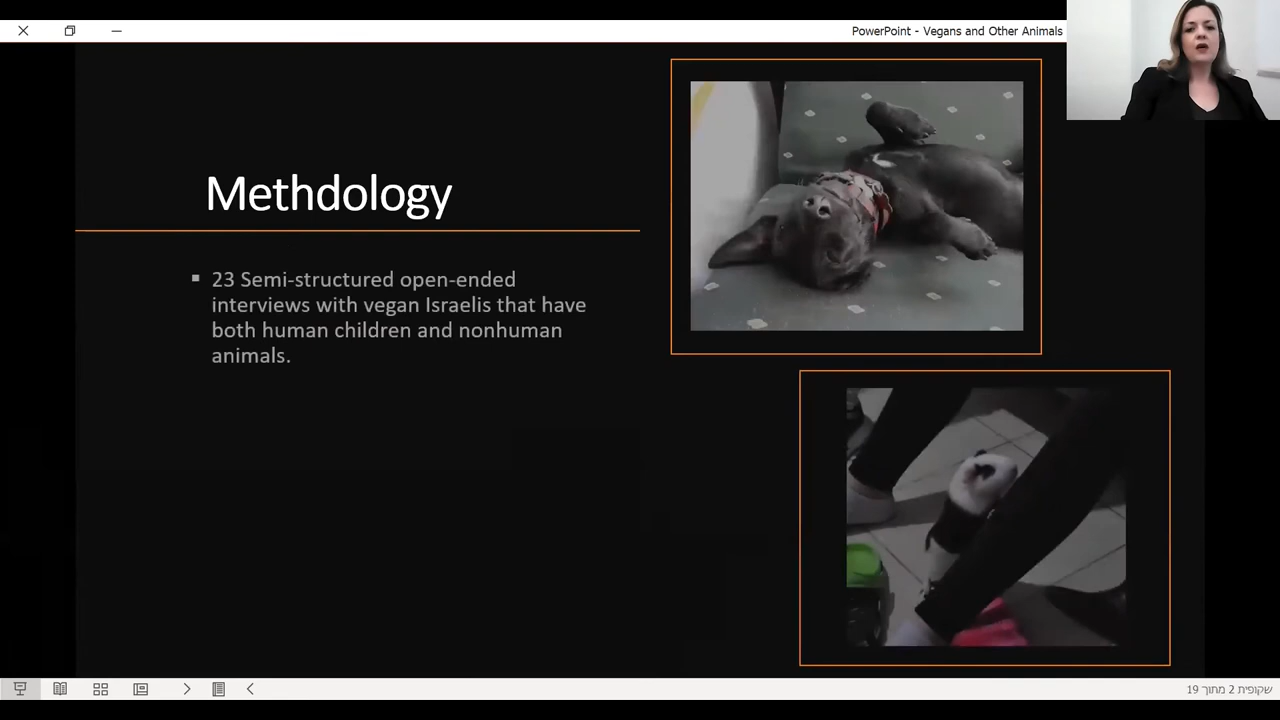 PowerPoint - Vegans and Other Animals
Methdology
23 Semi-structured open-ended
interviews with vegan Israelis that have
both human children and nonhuman
animals.
שקופית 2 מתוך 19